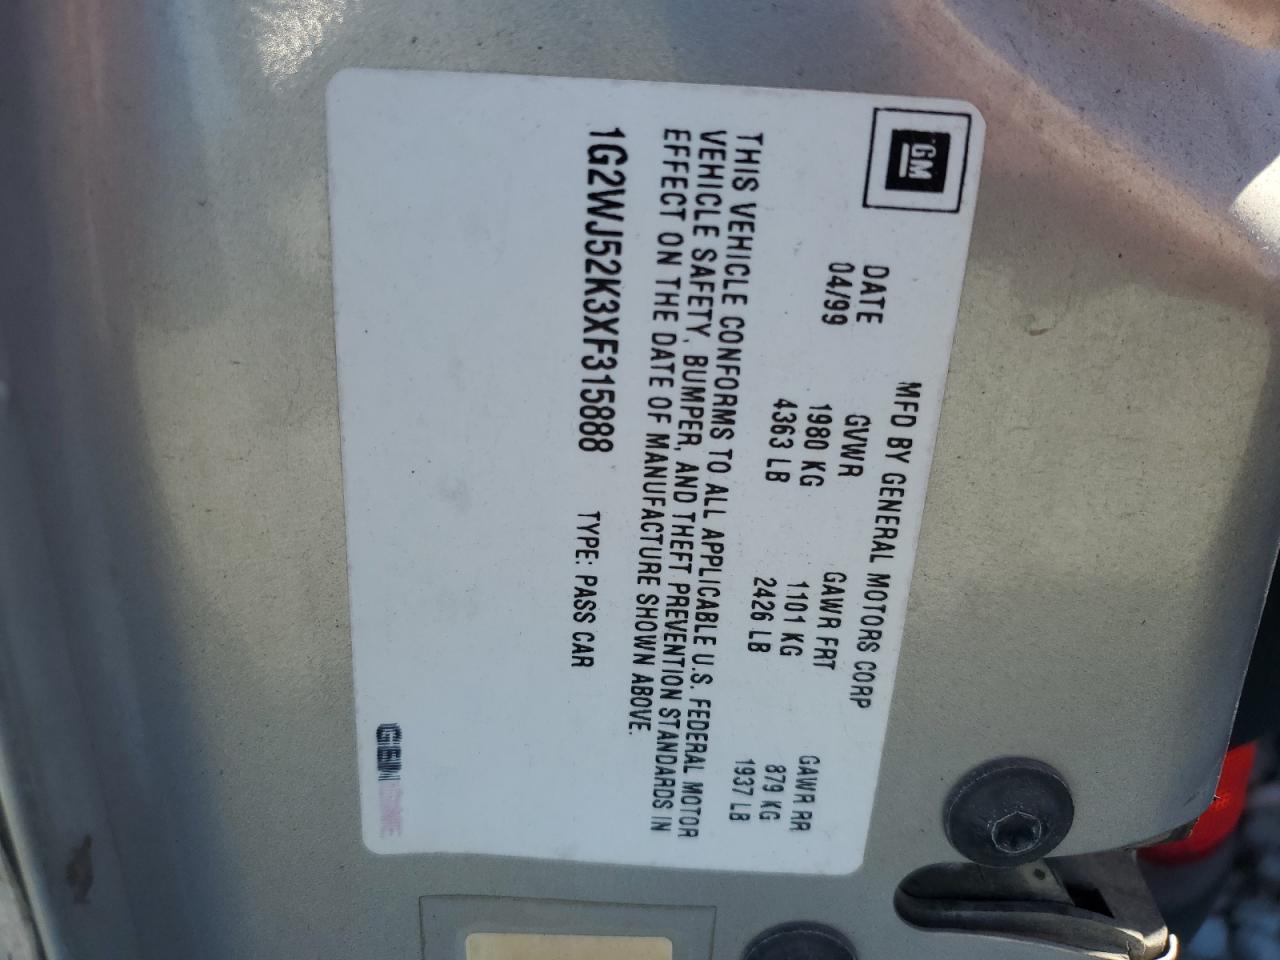 GM
MFD BY GENERAL MOTORS CORP
DATE GVWR GAWR FRT GAWR RR
04/99 1980 KG 1101 KG 879 KG
4363 LB 2426 LB 1937 LB
THIS VEHICLE CONFORMS TO ALL APPLICABLE U.S. FEDERAL MOTOR
VEHICLE SAFETY, BUMPER, AND THEFT PREVENTION STANDARDS IN
EFFECT ON THE DATE OF MANUFACTURE SHOWN ABOVE.
1G2WJ52K3XF315888 TYPE: PASS CAR